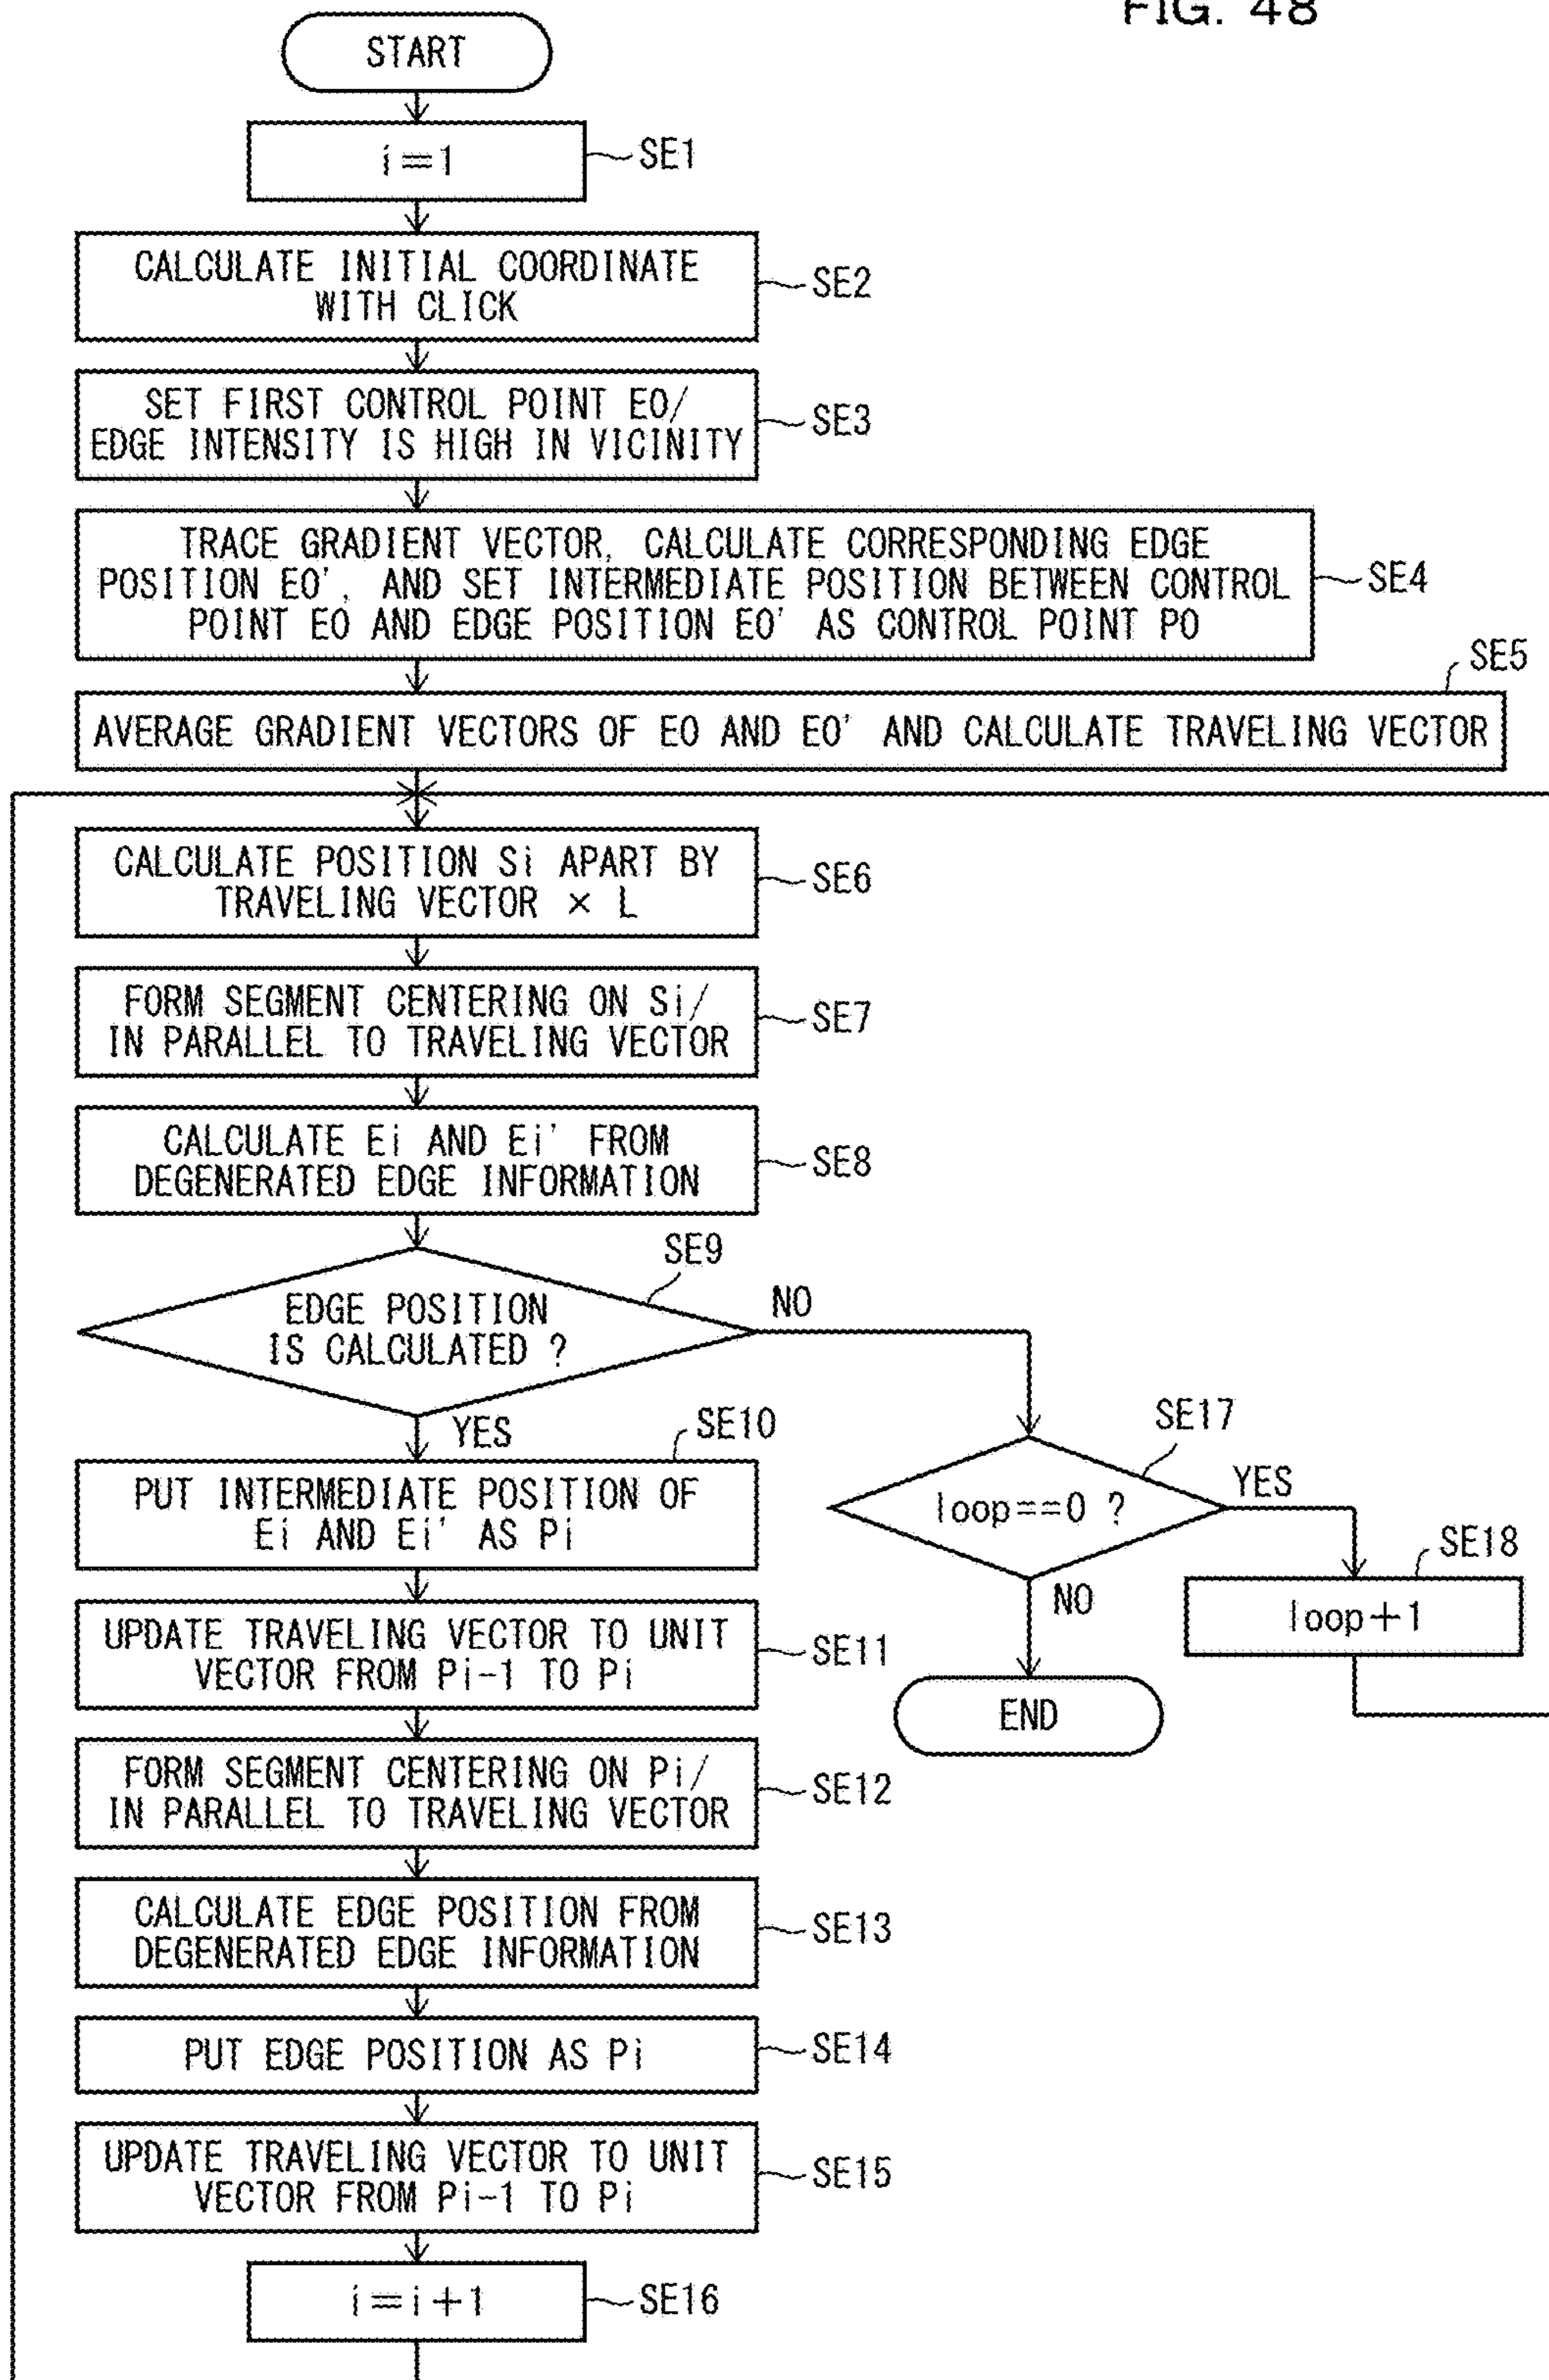 FIG. 48
START
i=1
SE1
CALCULATE INITIAL COORDINATE
WITH CLICK
SE2
SET FIRST CONTROL POINT E0/
EDGE INTENSITY IS HIGH IN VICINITY
SE3
TRACE GRADIENT VECTOR, CALCULATE CORRESPONDING EDGE
POSITION E0', AND SET INTERMEDIATE POSITION BETWEEN CONTROL
POINT E0 AND EDGE POSITION E0' AS CONTROL POINT P0
SE4
SE5
AVERAGE GRADIENT VECTORS OF E0 AND E0' AND CALCULATE TRAVELING VECTOR
CALCULATE POSITION Si APART BY
TRAVELING VECTOR × L
SE6
FORM SEGMENT CENTERING ON Si/
IN PARALLEL TO TRAVELING VECTOR
SE7
CALCULATE Ei AND Ei' FROM
DEGENERATED EDGE INFORMATION
SE8
SE9
EDGE POSITION
IS CALCULATED ?
NO
YES
SE10
PUT INTERMEDIATE POSITION OF
Ei AND Ei' AS Pi
SE17
loop==0 ?
YES
NO
SE18
loop+1
END
UPDATE TRAVELING VECTOR TO UNIT
VECTOR FROM Pi-1 TO Pi
SE11
FORM SEGMENT CENTERING ON Pi/
IN PARALLEL TO TRAVELING VECTOR
SE12
CALCULATE EDGE POSITION FROM
DEGENERATED EDGE INFORMATION
SE13
PUT EDGE POSITION AS Pi
SE14
UPDATE TRAVELING VECTOR TO UNIT
VECTOR FROM Pi-1 TO Pi
SE15
i=i+1
SE16